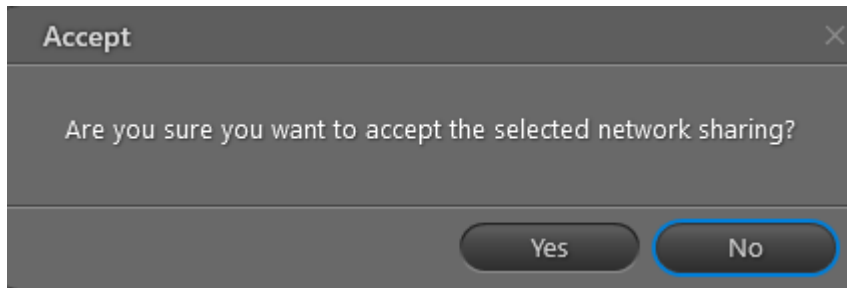 Accept
Are you sure you want to accept the selected network sharing?
Yes No